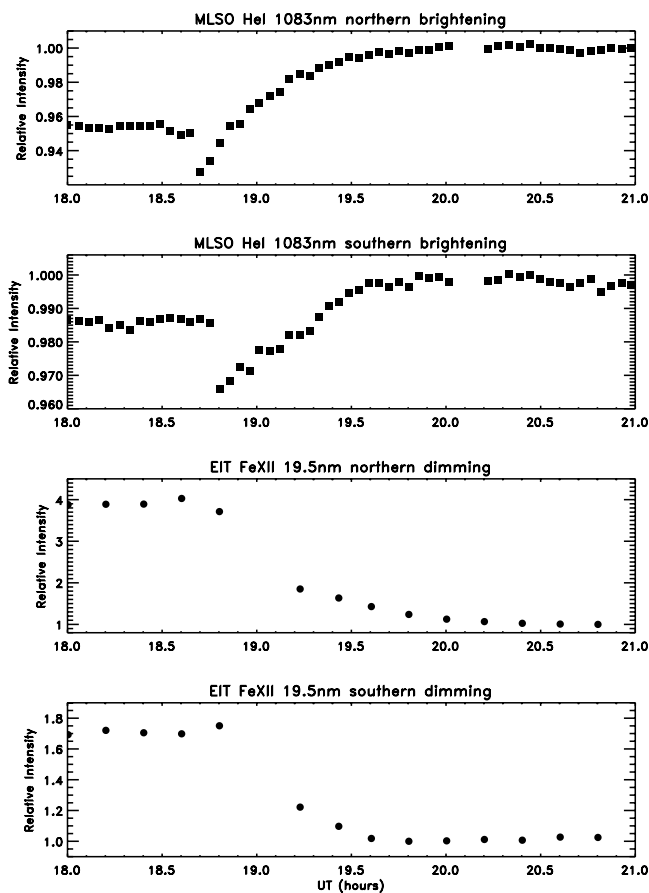 MLSO HeI 1083nm northern brightening
Relative Intensity
1.00
0.98
0.96
0.94
18.0 18.5 19.0 19.5 20.0 20.5 21.0
MLSO HeI 1083nm southern brightening
Relative Intensity
1.000
0.990
0.980
0.970
0.960
18.0 18.5 19.0 19.5 20.0 20.5 21.0
EIT FeXII 19.5nm northern dimming
Relative Intensity
4
3
2
1
18.0 18.5 19.0 19.5 20.0 20.5 21.0
EIT FeXII 19.5nm southern dimming
Relative Intensity
1.8
1.6
1.4
1.2
1.0
18.0 18.5 19.0 19.5 20.0 20.5 21.0
UT (hours)